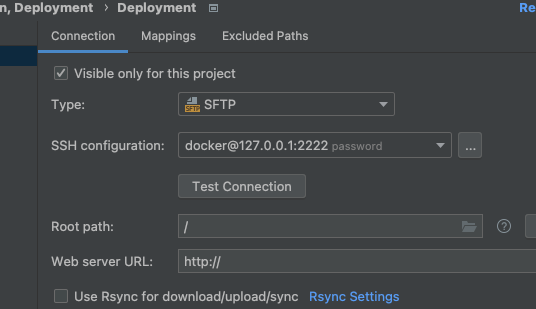 n, Deployment › Deployment Re
Connection Mappings Excluded Paths
Visible only for this project
Type: SFTP SFTP
SSH configuration: docker@127.0.0.1:2222 password ...
Test Connection
Root path: / ?
Web server URL: http://
Use Rsync for download/upload/sync Rsync Settings